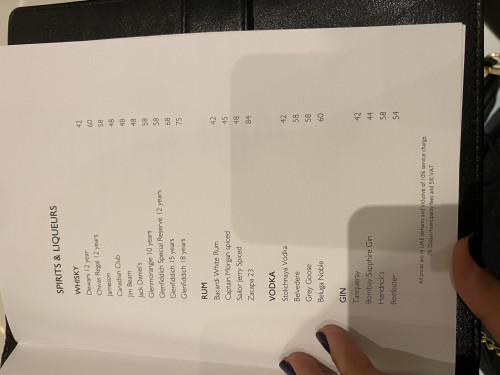 SPIRITS & LIQUEURS
WHISKY
Dewars 12 year 42
Chivas Regal 12 years 60
Jameson 58
Canadian Club 48
Jim Beam 48
Jack Daniel's 48
Glenmorangie 10 years 58
Glenfiddich Special Reserve 12 years 58
Glenfiddich 15 years 68
Glenfiddich 18 years 75
RUM
Bacardi White Rum 42
Captain Morgan spiced 45
Sailor Jerry Spiced 48
Zacapa 23 84
VODKA
Stolichnaya Vodka 42
Belvedere 58
Grey Goose 58
Beluga Noble 60
GIN
Tanqueray 42
Bombay Sapphire Gin 44
Hendrick's 58
Beefeater 54
All prices are in UAE dirhams and inclusive of 10% service charge,
% Dubai municipality fees and 5% VAT